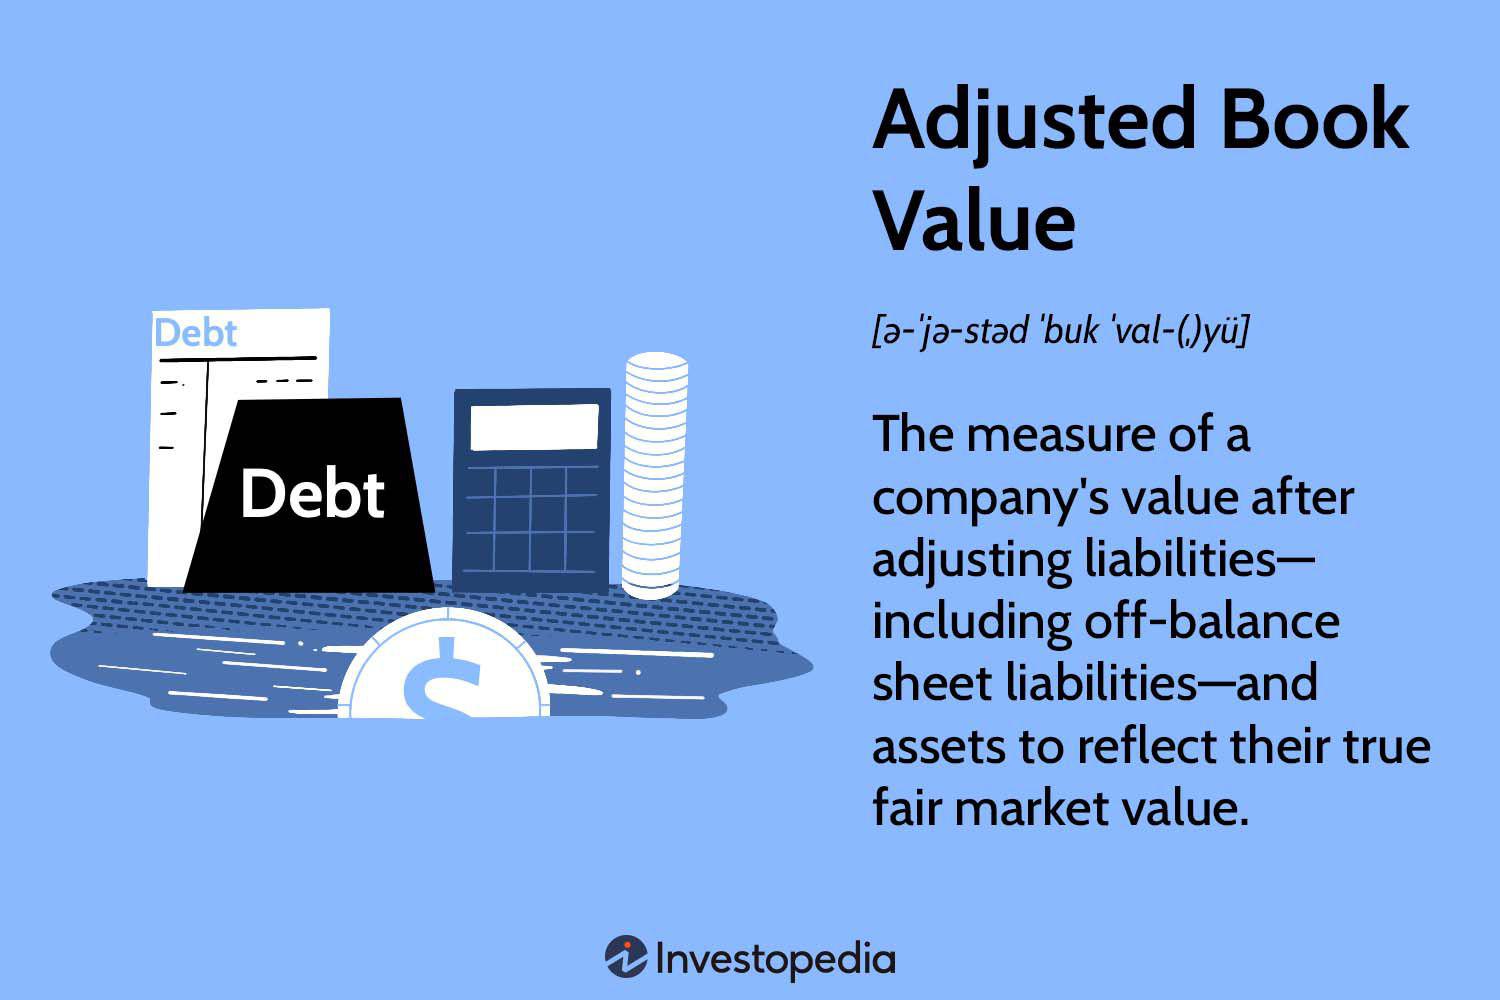 Adjusted Book
Value
[ə-ˈjə-stəd ˈbuk ˈval-(ˌ)yü]
The measure of a
company's value after
adjusting liabilities—
including off-balance
sheet liabilities—and
assets to reflect their true
fair market value.
Debt
Debt
$
Investopedia